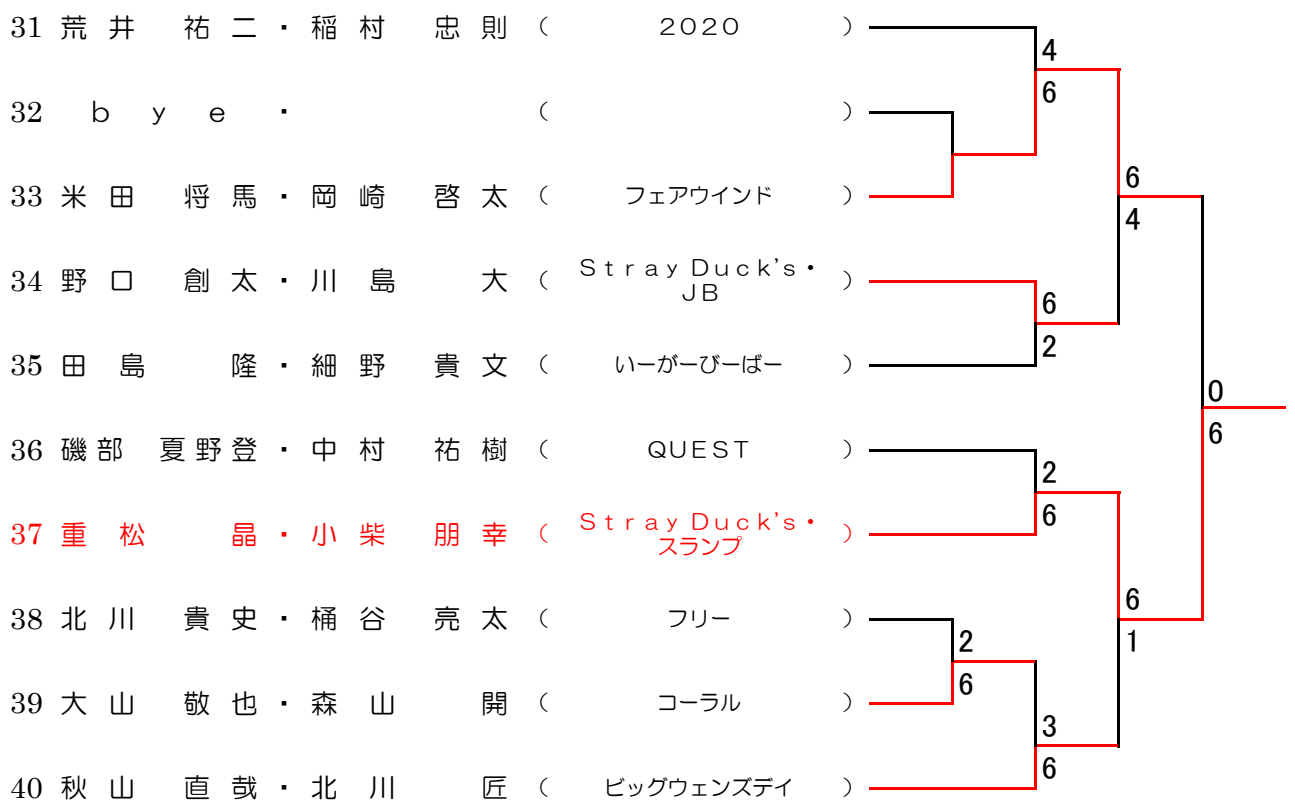 31 荒井 祐二・稲村 忠則 ( 2020 )
4
6
32 bye・ ( )
33 米田 将馬・岡崎 啓太 ( フェアウインド )
6
4
34 野口 創太・川島 大 ( Stray Duck's・
JB )
6
2
35 田島 隆・細野 貴文 ( いーがーびーばー )
0
6
36 磯部 夏野登・中村 祐樹 ( QUEST )
2
6
37 重松 晶・小柴 朋幸 ( Stray Duck's・
スランプ )
38 北川 貴史・桶谷 亮太 ( フリー )
6
1
2
6
39 大山 敬也・森山 開 ( コーラル )
3
6
40 秋山 直哉・北川 匠 ( ビッグウェンズデイ )